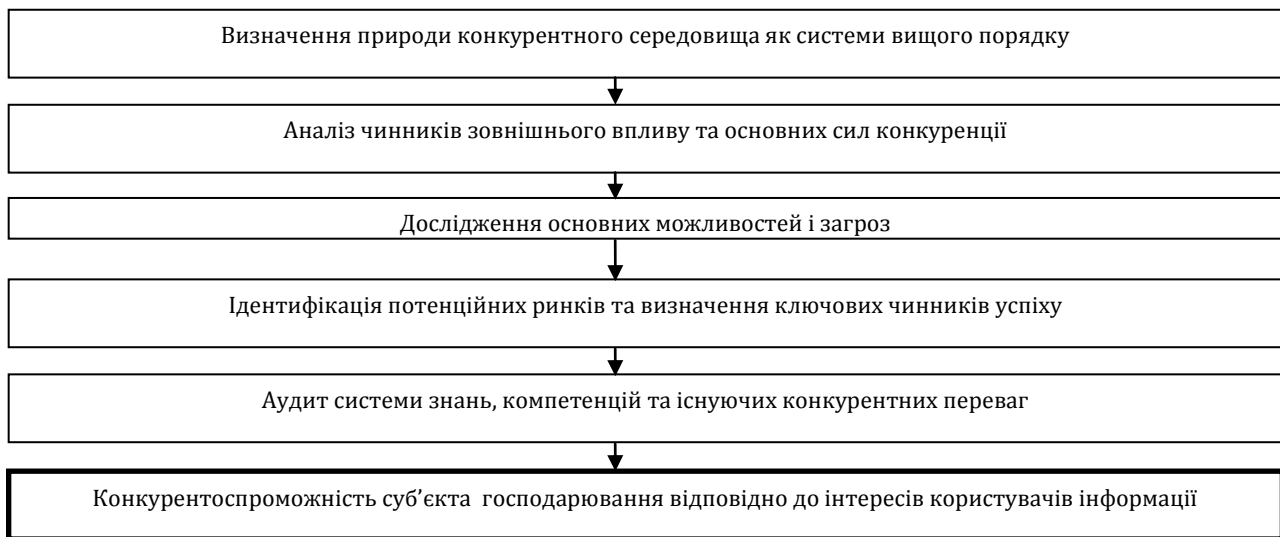 Визначення природи конкурентного середовища як системи вищого порядку
Аналіз чинників зовнішнього впливу та основних сил конкуренції
Дослідження основних можливостей і загроз
Ідентифікація потенційних ринків та визначення ключових чинників успіху
Аудит системи знань, компетенцій та існуючих конкурентних переваг
Конкурентоспроможність суб’єкта господарювання відповідно до інтересів користувачів інформації